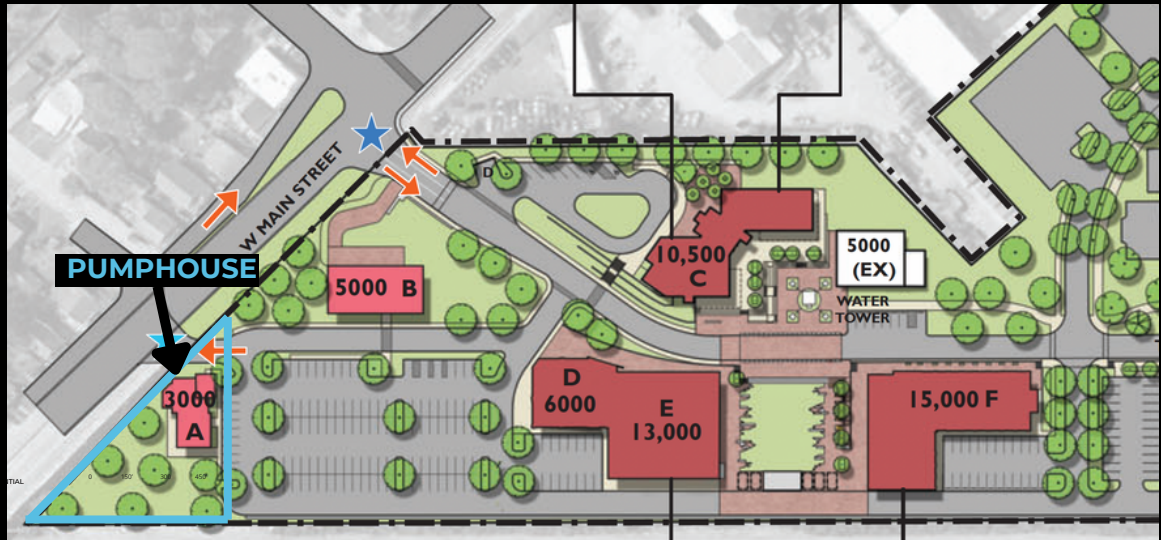 W MAIN STREET
PUMPHOUSE
D
5000 B
10,500
C
5000
(EX)
WATER
TOWER
3000
A
D
6000
E
13,000
15,000 F
0 150' 300' 450'
NTIAL